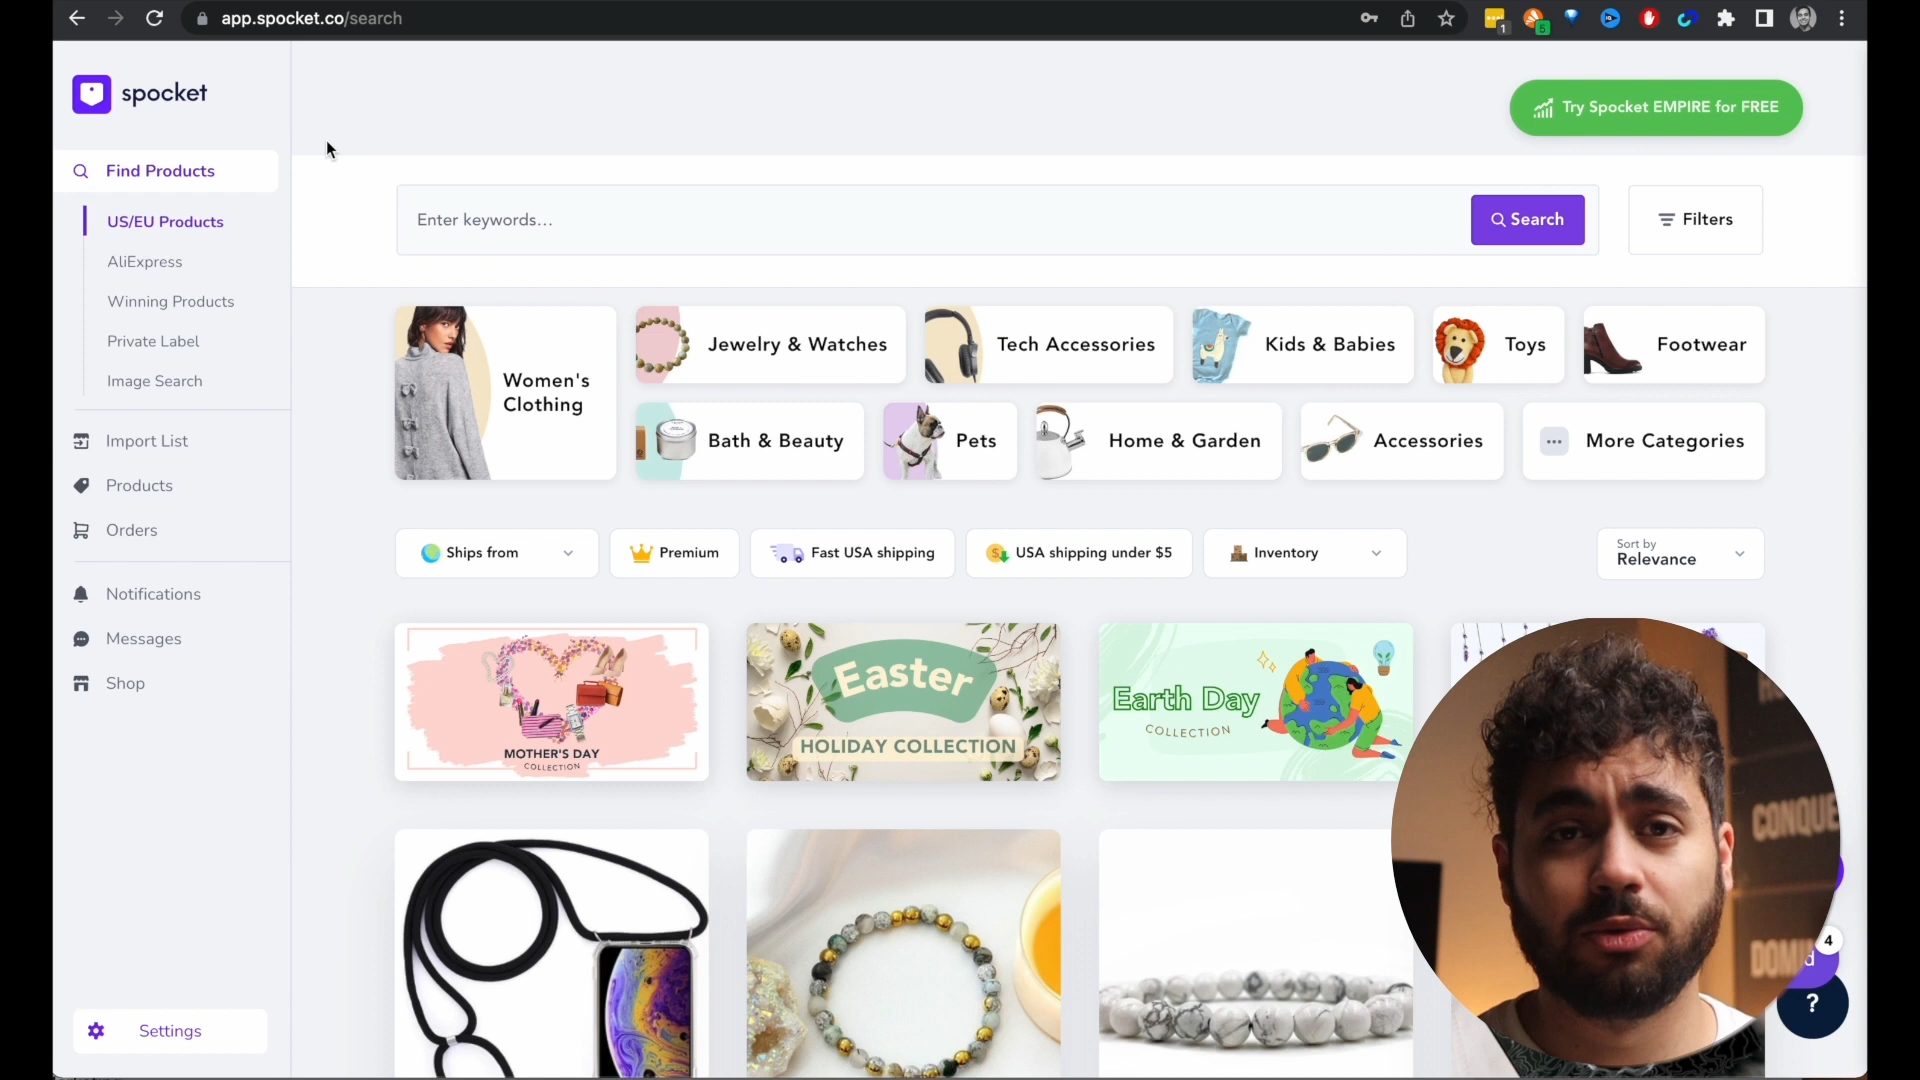 app.spocket.co/search
1
5
spocket
Try Spocket EMPIRE for FREE
Find Products
US/EU Products
AliExpress
Winning Products
Private Label
Image Search
Import List
Products
Orders
Notifications
Messages
Shop
Settings
Enter keywords...
Search
Filters
Women's
Clothing
Jewelry & Watches
Tech Accessories
Kids & Babies
Toys
Footwear
Bath & Beauty
Pets
Home & Garden
Accessories
More Categories
Ships from
Premium
Fast USA shipping
USA shipping under $5
Inventory
Sort by
Relevance
MOTHER'S DAY
COLLECTION
Easter
HOLIDAY COLLECTION
Earth Day
COLLECTION
CONQUE
DOMI
4
d
?